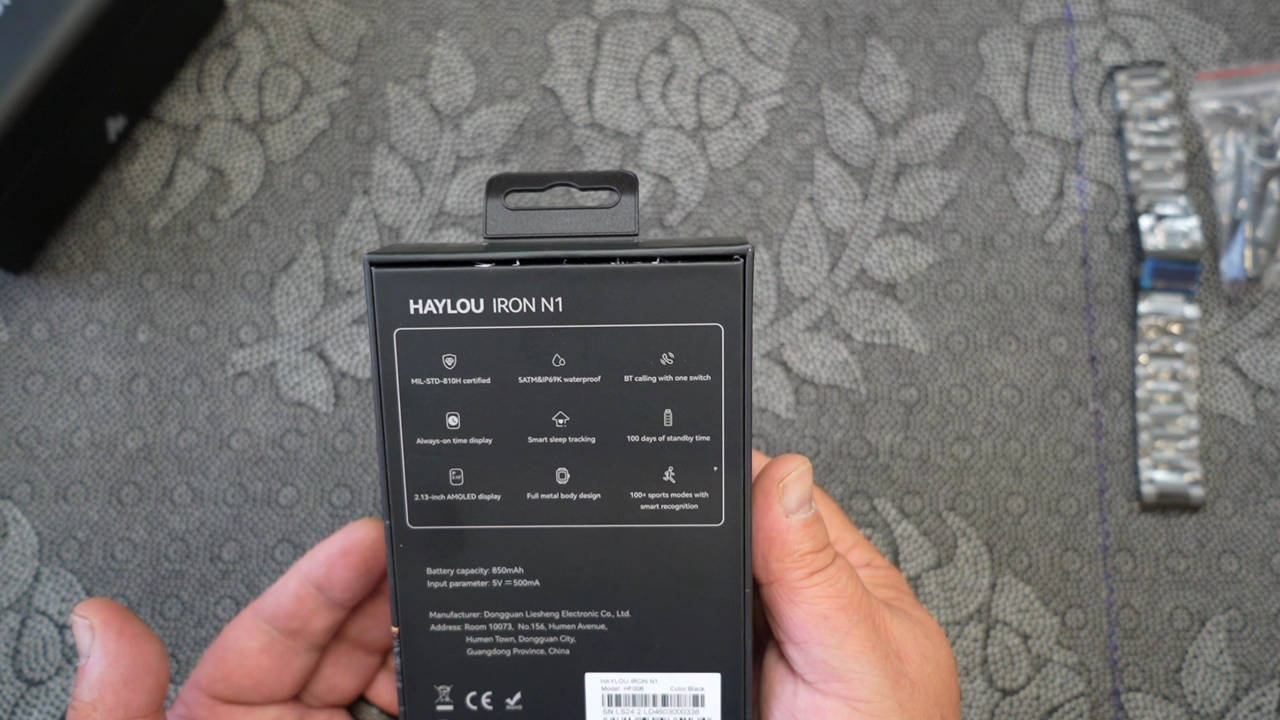 HAYLOU IRON N1
MIL-STD-810H certified
5ATM&IP69K waterproof
BT calling with one switch
Always-on time display
Smart sleep tracking
100 days of standby time
2.13-inch AMOLED display
Full metal body design
100+ sports modes with
smart recognition
Battery capacity: 850mAh
Input parameter: 5V⎓500mA
Manufacturer: Dongguan Liesheng Electronic Co., Ltd.
Address: Room 10073, No.156, Humen Avenue,
Humen Town, Dongguan City,
Guangdong Province, China
CE
HAYLOU IRON N1
Model: Color:Black